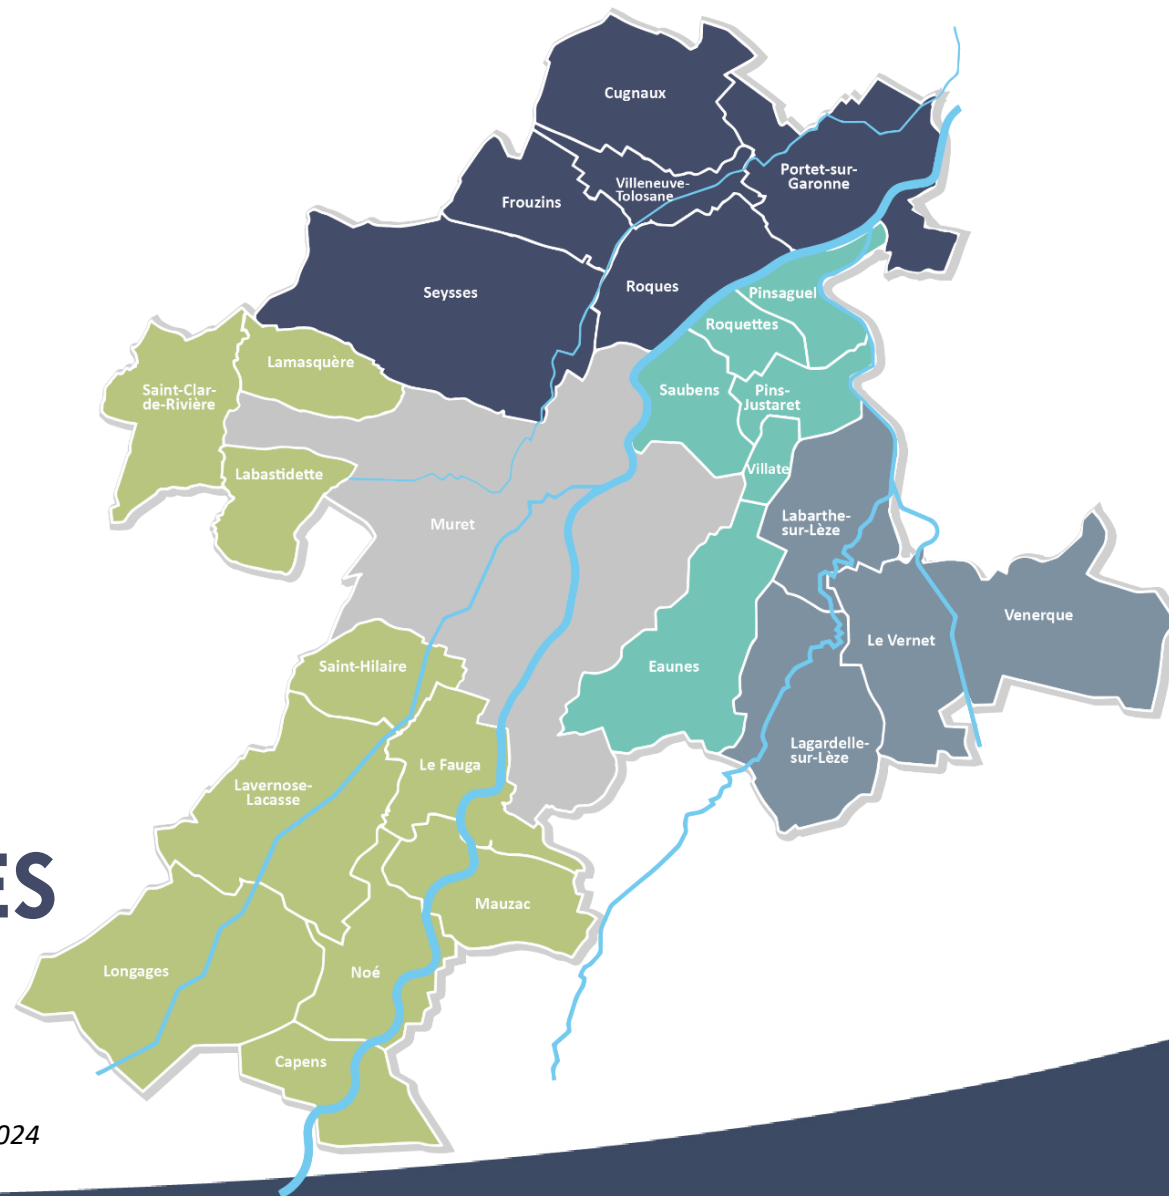 Cugnaux
Portet-sur-
Garonne
Villeneuve-
Tolosane
Frouzins
Roques
Seysses
Pinsaguel
Roquettes
Lamasquère
Saint-Clar-
de-Rivière
Saubens
Pins-
Justaret
Labastidette
Villate
Muret
Labarthe-
sur-Lèze
Venerque
Le Vernet
Saint-Hilaire
Eaunes
Lagardelle-
sur-Lèze
Le Fauga
Lavernose-
Lacasse
ES
Mauzac
Longages
Noé
Capens
024